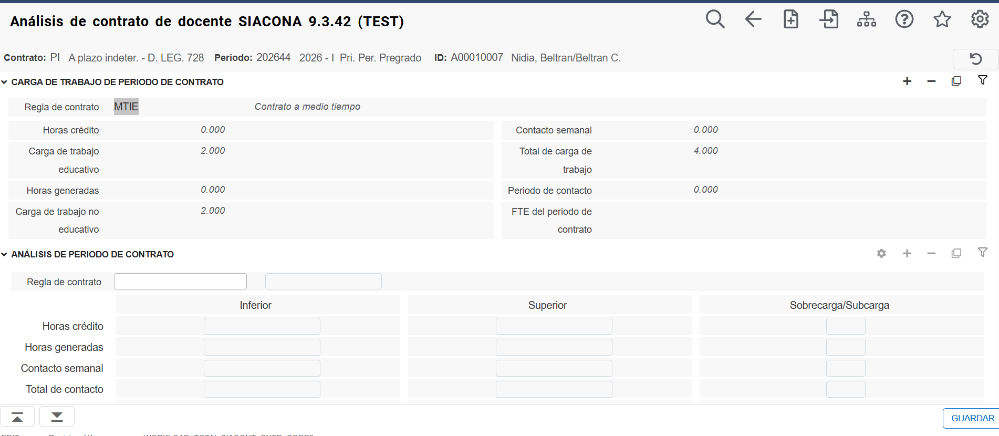 Análisis de contrato de docente SIACONA 9.3.42 (TEST)
Contrato: PI A plazo indeter. - D. LEG. 728 Periodo: 202644 2026 - I Pri. Per. Pregrado ID: A00010007 Nidia, Beltran/Beltran C.
CARGA DE TRABAJO DE PERIODO DE CONTRATO
Regla de contrato MTIE Contrato a medio tiempo
Horas crédito 0.000 Contacto semanal 0.000
Carga de trabajo educativo 2.000 Total de carga de trabajo 4.000
Horas generadas 0.000 Periodo de contacto 0.000
Carga de trabajo no educativo 2.000 FTE del periodo de contrato
ANÁLISIS DE PERIODO DE CONTRATO
Regla de contrato
Inferior Superior Sobrecarga/Subcarga
Horas crédito
Horas generadas
Contacto semanal
Total de contacto
GUARDAR